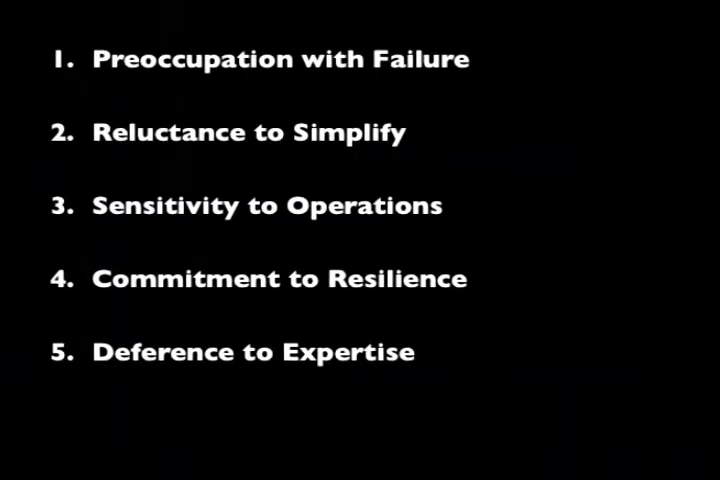 1. Preoccupation with Failure
2. Reluctance to Simplify
3. Sensitivity to Operations
4. Commitment to Resilience
5. Deference to Expertise